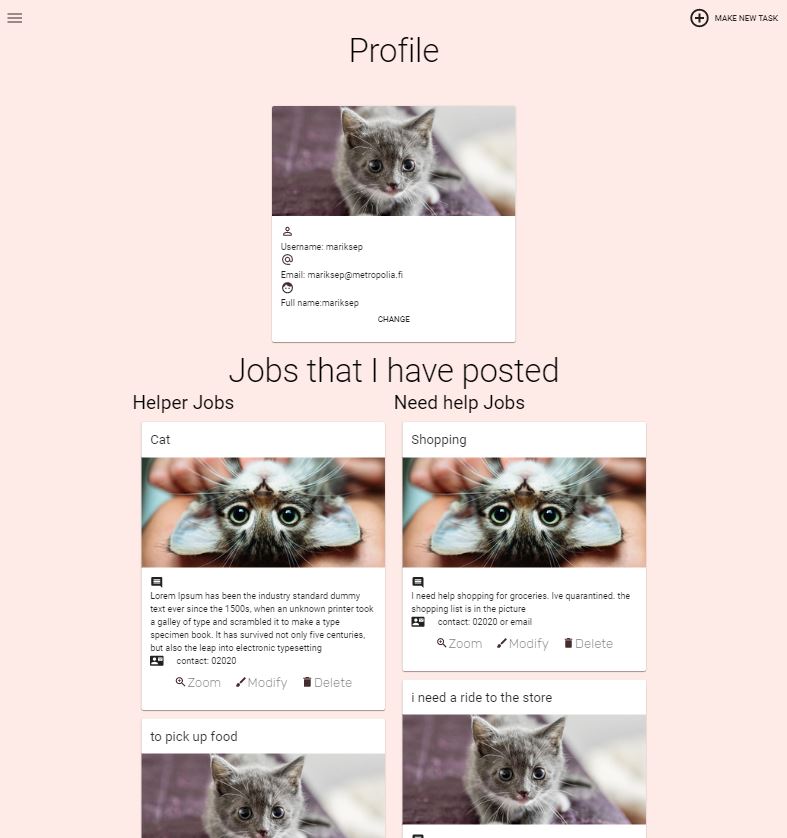 MAKE NEW TASK
Profile
Username: mariksep
Email: mariksep@metropolia.fi
Full name:mariksep
CHANGE
Jobs that I have posted
Helper Jobs
Need help Jobs
Cat
Lorem Ipsum has been the industry standard dummy
text ever since the 1500s, when an unknown printer took
a galley of type and scrambled it to make a type
specimen book. It has survived not only five centuries,
but also the leap into electronic typesetting
contact: 02020
Zoom Modify Delete
to pick up food
Shopping
I need help shopping for groceries. Ive quarantined. the
shopping list is in the picture
contact: 02020 or email
Zoom Modify Delete
i need a ride to the store